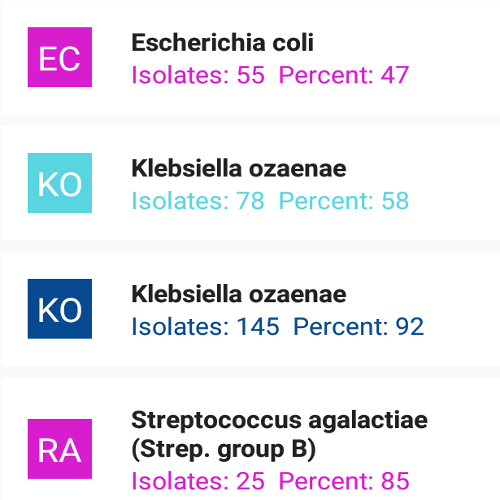 EC
Escherichia coli
Isolates: 55 Percent: 47
KO
Klebsiella ozaenae
Isolates: 78 Percent: 58
KO
Klebsiella ozaenae
Isolates: 145 Percent: 92
RA
Streptococcus agalactiae
(Strep. group B)
Isolates: 25 Percent: 85